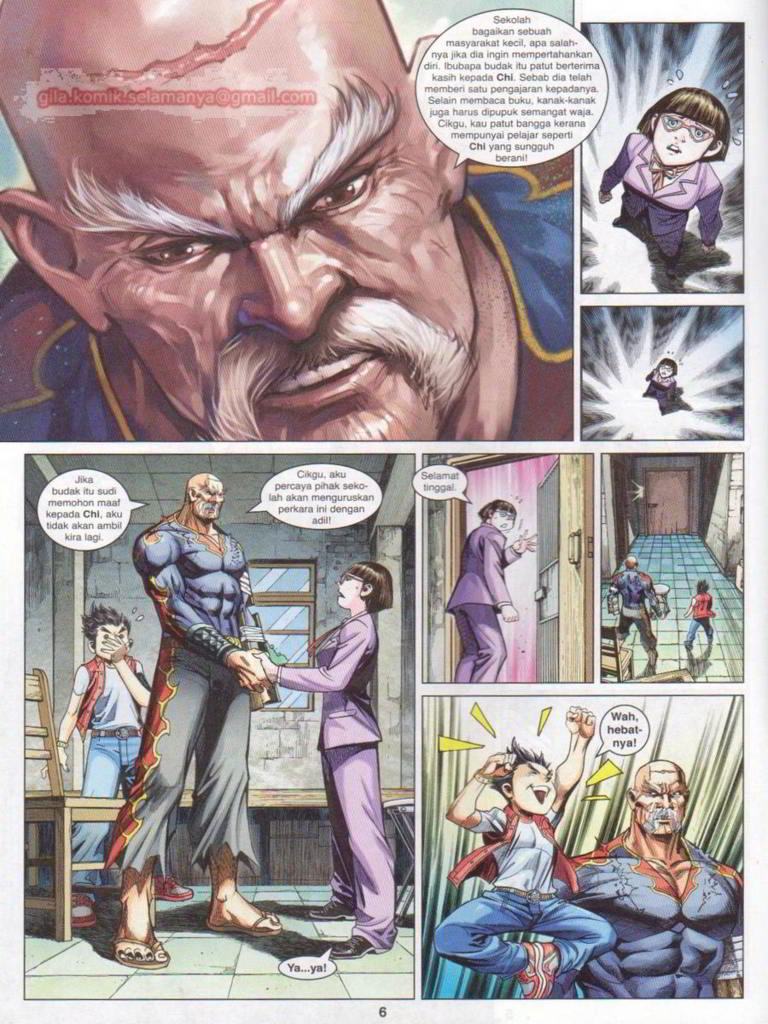 Sekolah
bagaikan sebuah
masyarakat kecil, apa salah-
nya jika dia ingin mempertahankan
diri. Ibubapa budak itu patut berterima
kasih kepada Chi. Sebab dia telah
memberi satu pengajaran kepadanya.
Selain membaca buku, kanak-kanak
juga harus dipupuk semangat waja.
Cikgu, kau patut bangga kerana
mempunyai pelajar seperti
Chi yang sungguh
berani!
gila.komik.selamanya@gmail.com
Jika
budak itu sudi
memohon maaf
kepada Chi, aku
tidak akan ambil
kira lagi.
Cikgu, aku
percaya pihak seko-
lah akan menguruskan
perkara ini dengan
adil!
Ya...ya!
Selamat
tinggal.
Wah,
hebat-
nya!
6